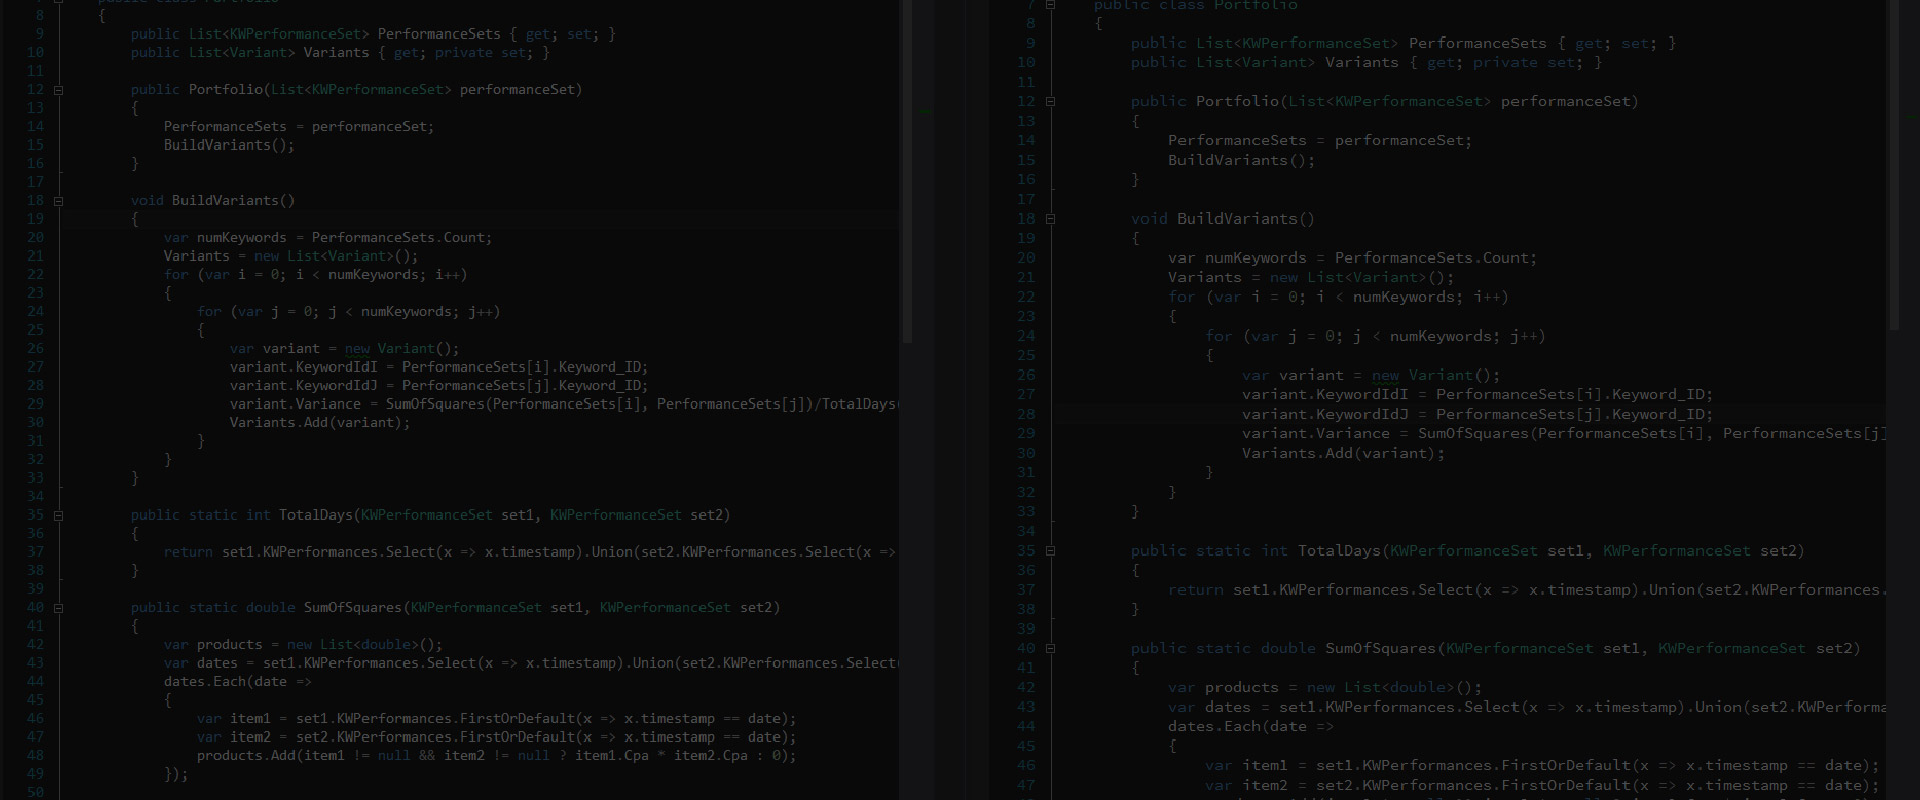 8 {
9 public List<KWPerformanceSet> PerformanceSets { get; set; }
10 public List<Variant> Variants { get; private set; }
11
12 public Portfolio(List<KWPerformanceSet> performanceSet)
13 {
14 PerformanceSets = performanceSet;
15 BuildVariants();
16 }
17
18 void BuildVariants()
19 {
20 var numKeywords = PerformanceSets.Count;
21 Variants = new List<Variant>();
22 for (var i = 0; i < numKeywords; i++)
23 {
24 for (var j = 0; j < numKeywords; j++)
25 {
26 var variant = new Variant();
27 variant.KeywordIdI = PerformanceSets[i].Keyword_ID;
28 variant.KeywordIdJ = PerformanceSets[j].Keyword_ID;
29 variant.Variance = SumOfSquares(PerformanceSets[i], PerformanceSets[j])/TotalDays(
30 Variants.Add(variant);
31 }
32 }
33 }
34
35 public static int TotalDays(KWPerformanceSet set1, KWPerformanceSet set2)
36 {
37 return set1.KWPerformances.Select(x => x.timestamp).Union(set2.KWPerformances.Select(x =>
38 }
39
40 public static double SumOfSquares(KWPerformanceSet set1, KWPerformanceSet set2)
41 {
42 var products = new List<double>();
43 var dates = set1.KWPerformances.Select(x => x.timestamp).Union(set2.KWPerformances.Select(
44 dates.Each(date =>
45 {
46 var item1 = set1.KWPerformances.FirstOrDefault(x => x.timestamp == date);
47 var item2 = set2.KWPerformances.FirstOrDefault(x => x.timestamp == date);
48 products.Add(item1 != null && item2 != null ? item1.Cpa * item2.Cpa : 0);
49 });
50
7 public class Portfolio
8 {
9 public List<KWPerformanceSet> PerformanceSets { get; set; }
10 public List<Variant> Variants { get; private set; }
11
12 public Portfolio(List<KWPerformanceSet> performanceSet)
13 {
14 PerformanceSets = performanceSet;
15 BuildVariants();
16 }
17
18 void BuildVariants()
19 {
20 var numKeywords = PerformanceSets.Count;
21 Variants = new List<Variant>();
22 for (var i = 0; i < numKeywords; i++)
23 {
24 for (var j = 0; j < numKeywords; j++)
25 {
26 var variant = new Variant();
27 variant.KeywordIdI = PerformanceSets[i].Keyword_ID;
28 variant.KeywordIdJ = PerformanceSets[j].Keyword_ID;
29 variant.Variance = SumOfSquares(PerformanceSets[i], PerformanceSets[j]
30 Variants.Add(variant);
31 }
32 }
33 }
34
35 public static int TotalDays(KWPerformanceSet set1, KWPerformanceSet set2)
36 {
37 return set1.KWPerformances.Select(x => x.timestamp).Union(set2.KWPerformances.
38 }
39
40 public static double SumOfSquares(KWPerformanceSet set1, KWPerformanceSet set2)
41 {
42 var products = new List<double>();
43 var dates = set1.KWPerformances.Select(x => x.timestamp).Union(set2.KWPerforma
44 dates.Each(date =>
45 {
46 var item1 = set1.KWPerformances.FirstOrDefault(x => x.timestamp == date);
47 var item2 = set2.KWPerformances.FirstOrDefault(x => x.timestamp == date);